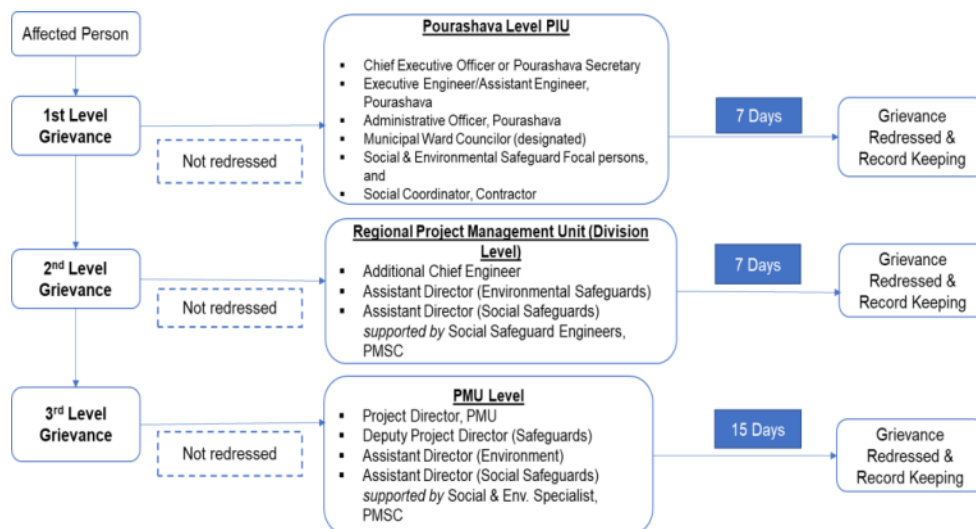 Affected Person
Pourashava Level PIU
▪ Chief Executive Officer or Pourashava Secretary
▪ Executive Engineer/Assistant Engineer,
Pourashava
▪ Administrative Officer, Pourashava
▪ Municipal Ward Councilor (designated)
▪ Social & Environmental Safeguard Focal persons,
and
▪ Social Coordinator, Contractor
1st Level
Grievance
Not redressed
7 Days
Grievance
Redressed &
Record Keeping
Regional Project Management Unit (Division
Level)
▪ Additional Chief Engineer
▪ Assistant Director (Environmental Safeguards)
▪ Assistant Director (Social Safeguards)
supported by Social Safeguard Engineers,
PMSC
2nd Level
Grievance
Not redressed
7 Days
Grievance
Redressed &
Record Keeping
PMU Level
▪ Project Director, PMU
▪ Deputy Project Director (Safeguards)
▪ Assistant Director (Environment)
▪ Assistant Director (Social Safeguards)
supported by Social & Env. Specialist,
PMSC
3rd Level
Grievance
Not redressed
15 Days
Grievance
Redressed &
Record Keeping